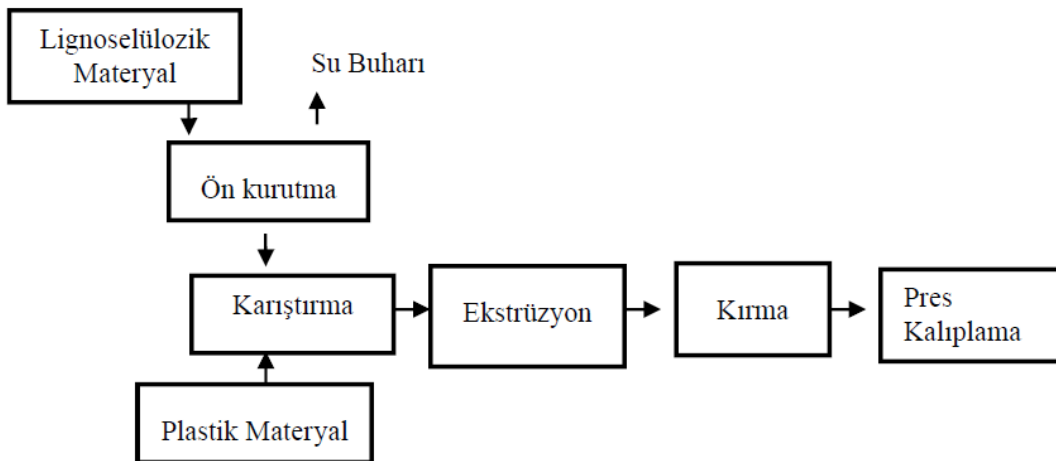 Lignoselülozik
Materyal
Su Buharı
Ön kurutma
Karıştırma
Ekstrüzyon
Kırma
Pres
Kalıplama
Plastik Materyal